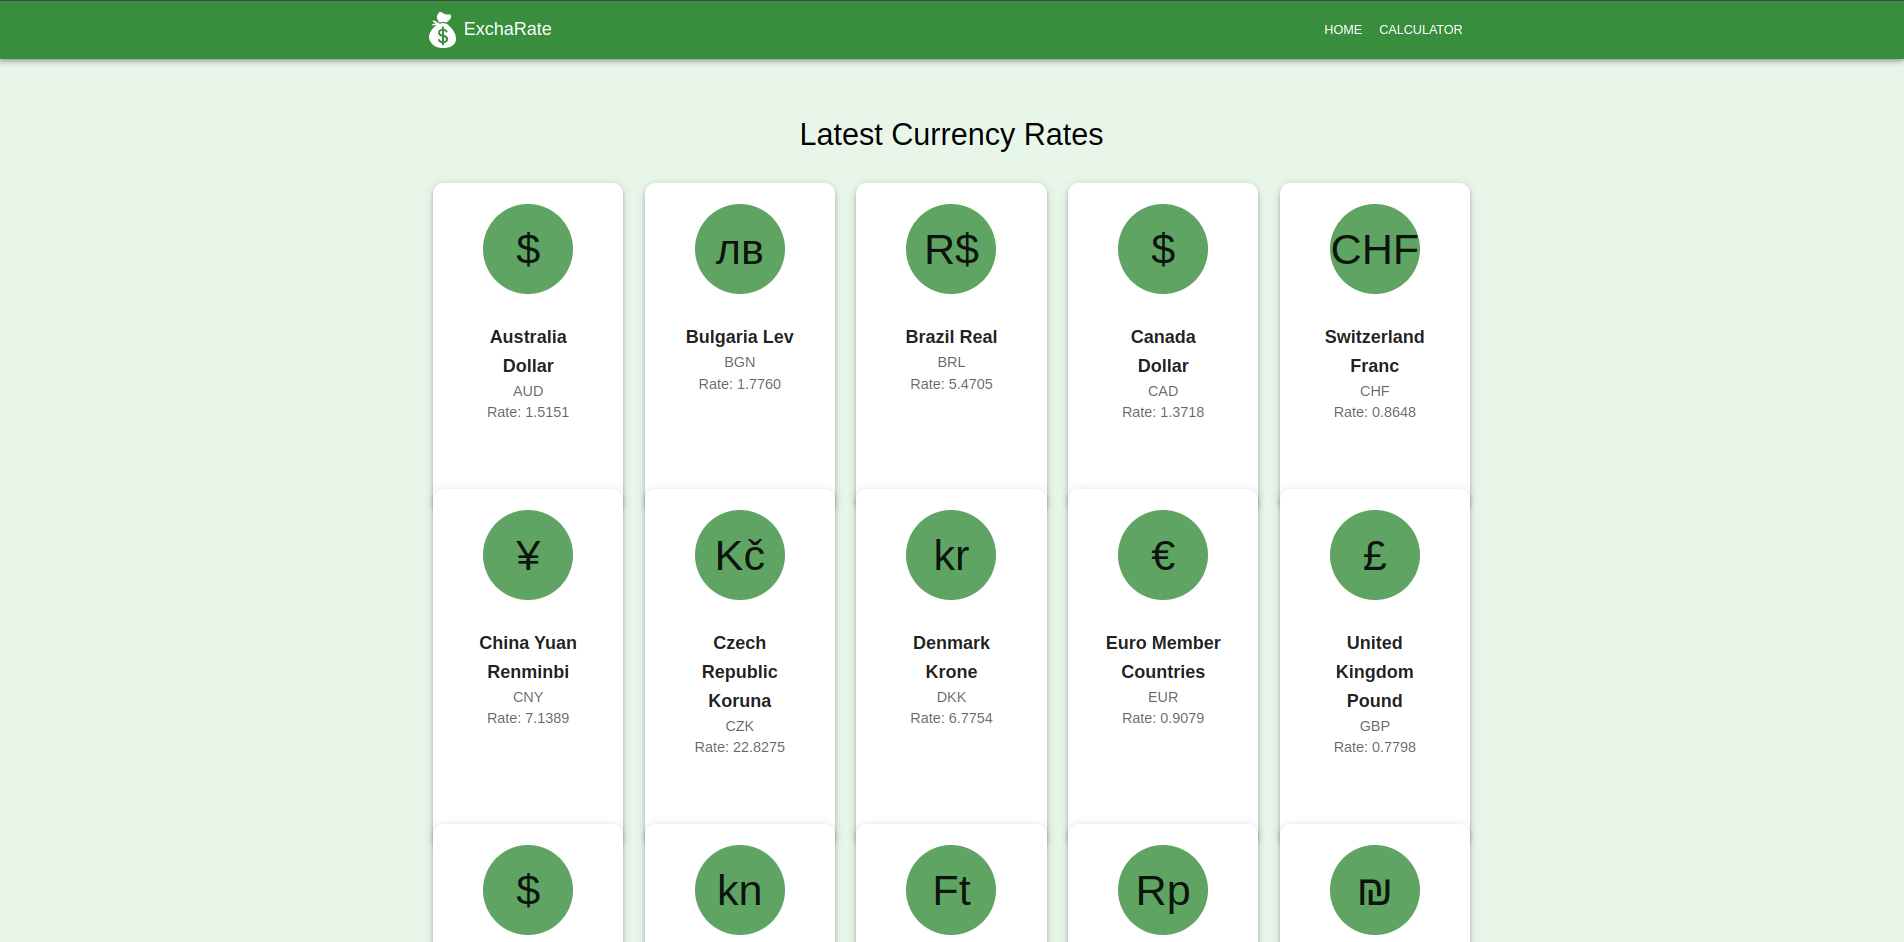 $ ExchaRate
HOME CALCULATOR
Latest Currency Rates
$
Australia
Dollar
AUD
Rate: 1.5151
лв
Bulgaria Lev
BGN
Rate: 1.7760
R$
Brazil Real
BRL
Rate: 5.4705
$
Canada
Dollar
CAD
Rate: 1.3718
CHF
Switzerland
Franc
CHF
Rate: 0.8648
¥
China Yuan
Renminbi
CNY
Rate: 7.1389
Kč
Czech
Republic
Koruna
CZK
Rate: 22.8275
kr
Denmark
Krone
DKK
Rate: 6.7754
€
Euro Member
Countries
EUR
Rate: 0.9079
£
United
Kingdom
Pound
GBP
Rate: 0.7798
$
kn
Ft
Rp
₪